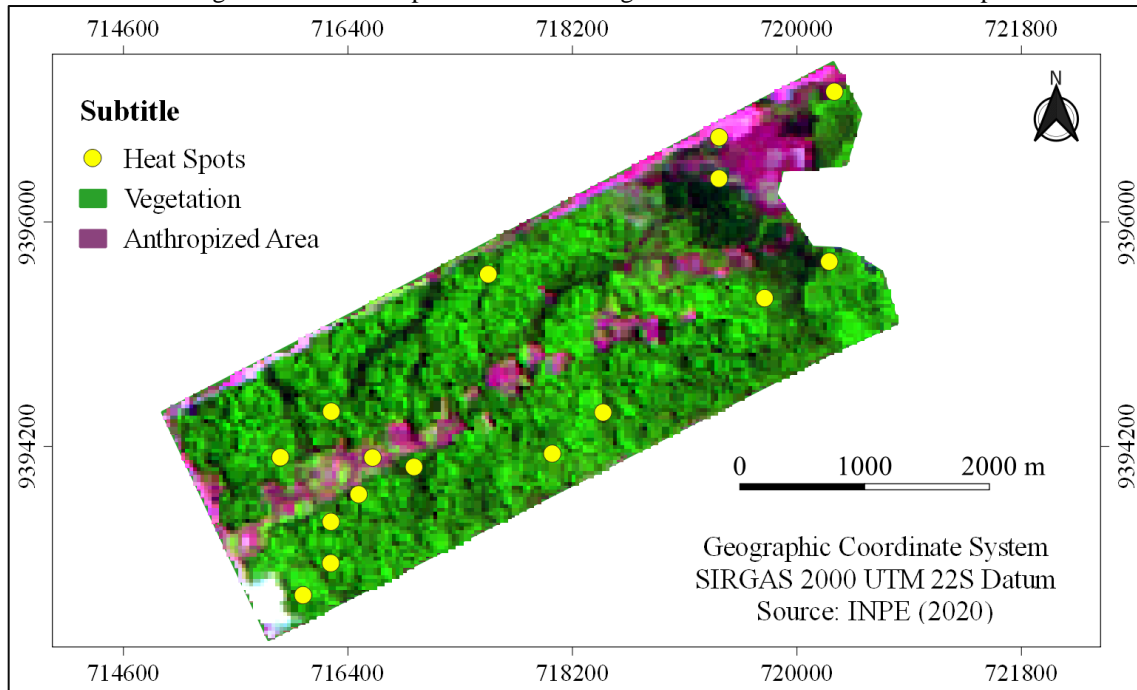 714600 716400 718200 720000 721800
N
Subtitle
Heat Spots
Vegetation
Anthropized Area
9396000 9396000
9394200 9394200
0 1000 2000 m
Geographic Coordinate System
SIRGAS 2000 UTM 22S Datum
Source: INPE (2020)
714600 716400 718200 720000 721800